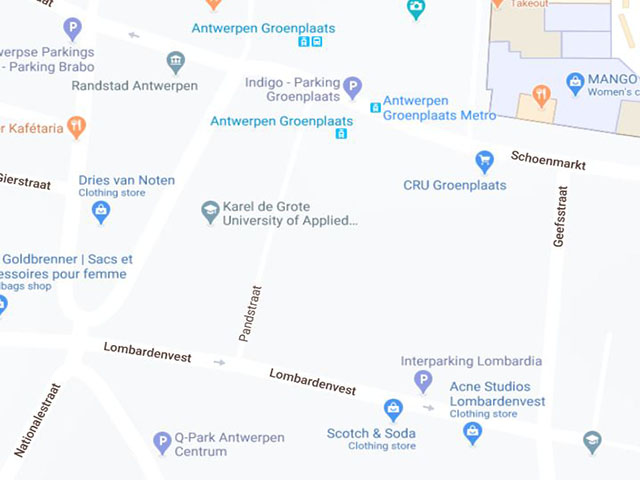 aat
Takeout
Antwerpen Groenplaats
werpse Parkings
- Parking Brabo
Randstad Antwerpen
Indigo - Parking
Groenplaats
MANGO
Women's c
Antwerpen
Groenplaats Metro
Antwerpen Groenplaats
er Kafétaria
Schoenmarkt
CRU Groenplaats
Gierstraat
Dries van Noten
Clothing store
Karel de Grote
University of Applied...
Geefsstraat
Goldbrenner | Sacs et
essoires pour femme
dbags shop
Pandstraat
Lombardenvest
Lombardenvest
Interparking Lombardia
Nationalestraat
Acne Studios
Lombardenvest
Clothing store
Scotch & Soda
Clothing store
Q-Park Antwerpen
Centrum